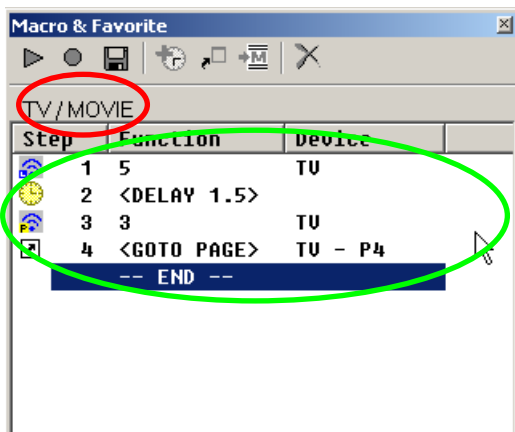 Macro & Favorite
TV/MOVIE
Step Function Device
1 5 TV
2 <DELAY 1.5>
3 3 TV
4 <GOTO PAGE> TV - P4
-- END --